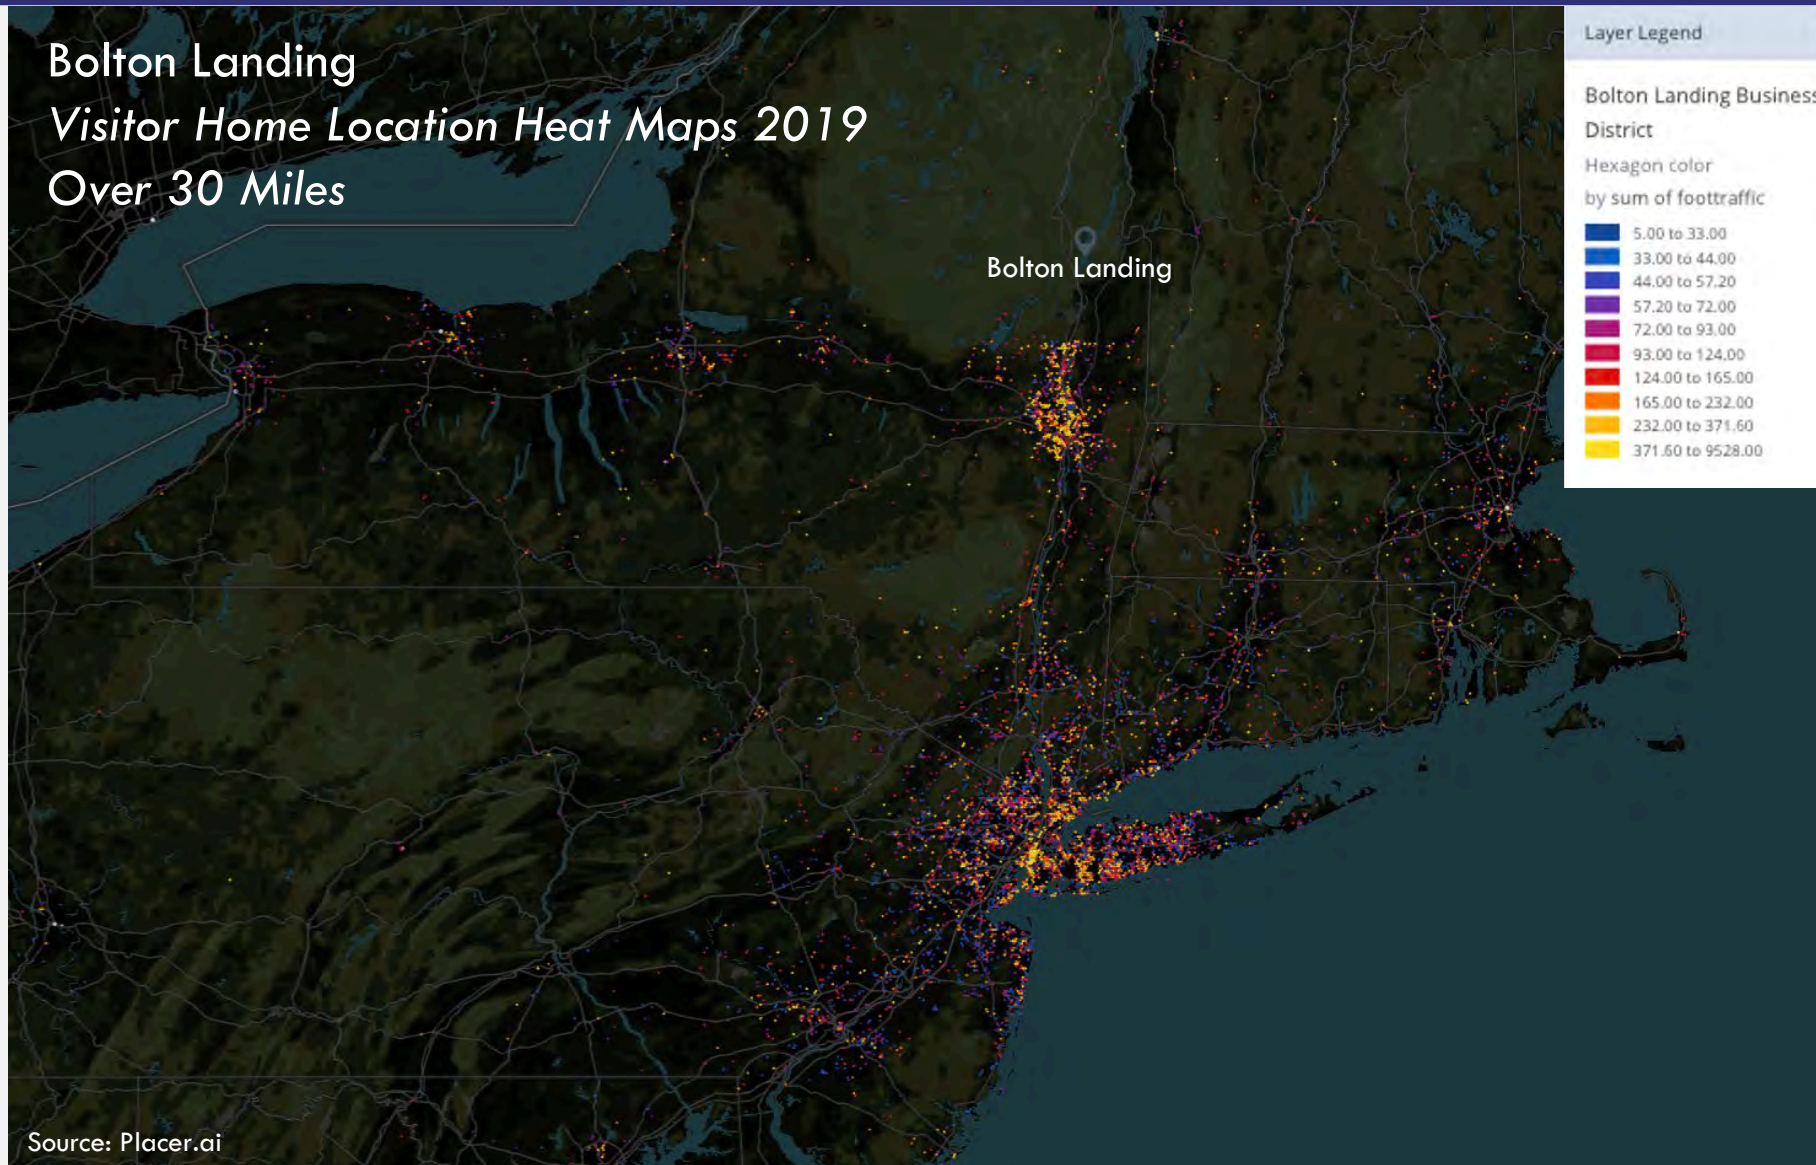 Bolton Landing
Visitor Home Location Heat Maps 2019
Over 30 Miles
Layer Legend
Bolton Landing Business
District
Hexagon color
by sum of foottraffic
5.00 to 33.00
33.00 to 44.00
44.00 to 57.20
57.20 to 72.00
72.00 to 93.00
93.00 to 124.00
124.00 to 165.00
165.00 to 232.00
232.00 to 371.60
371.60 to 9528.00
Bolton Landing
Source: Placer.ai